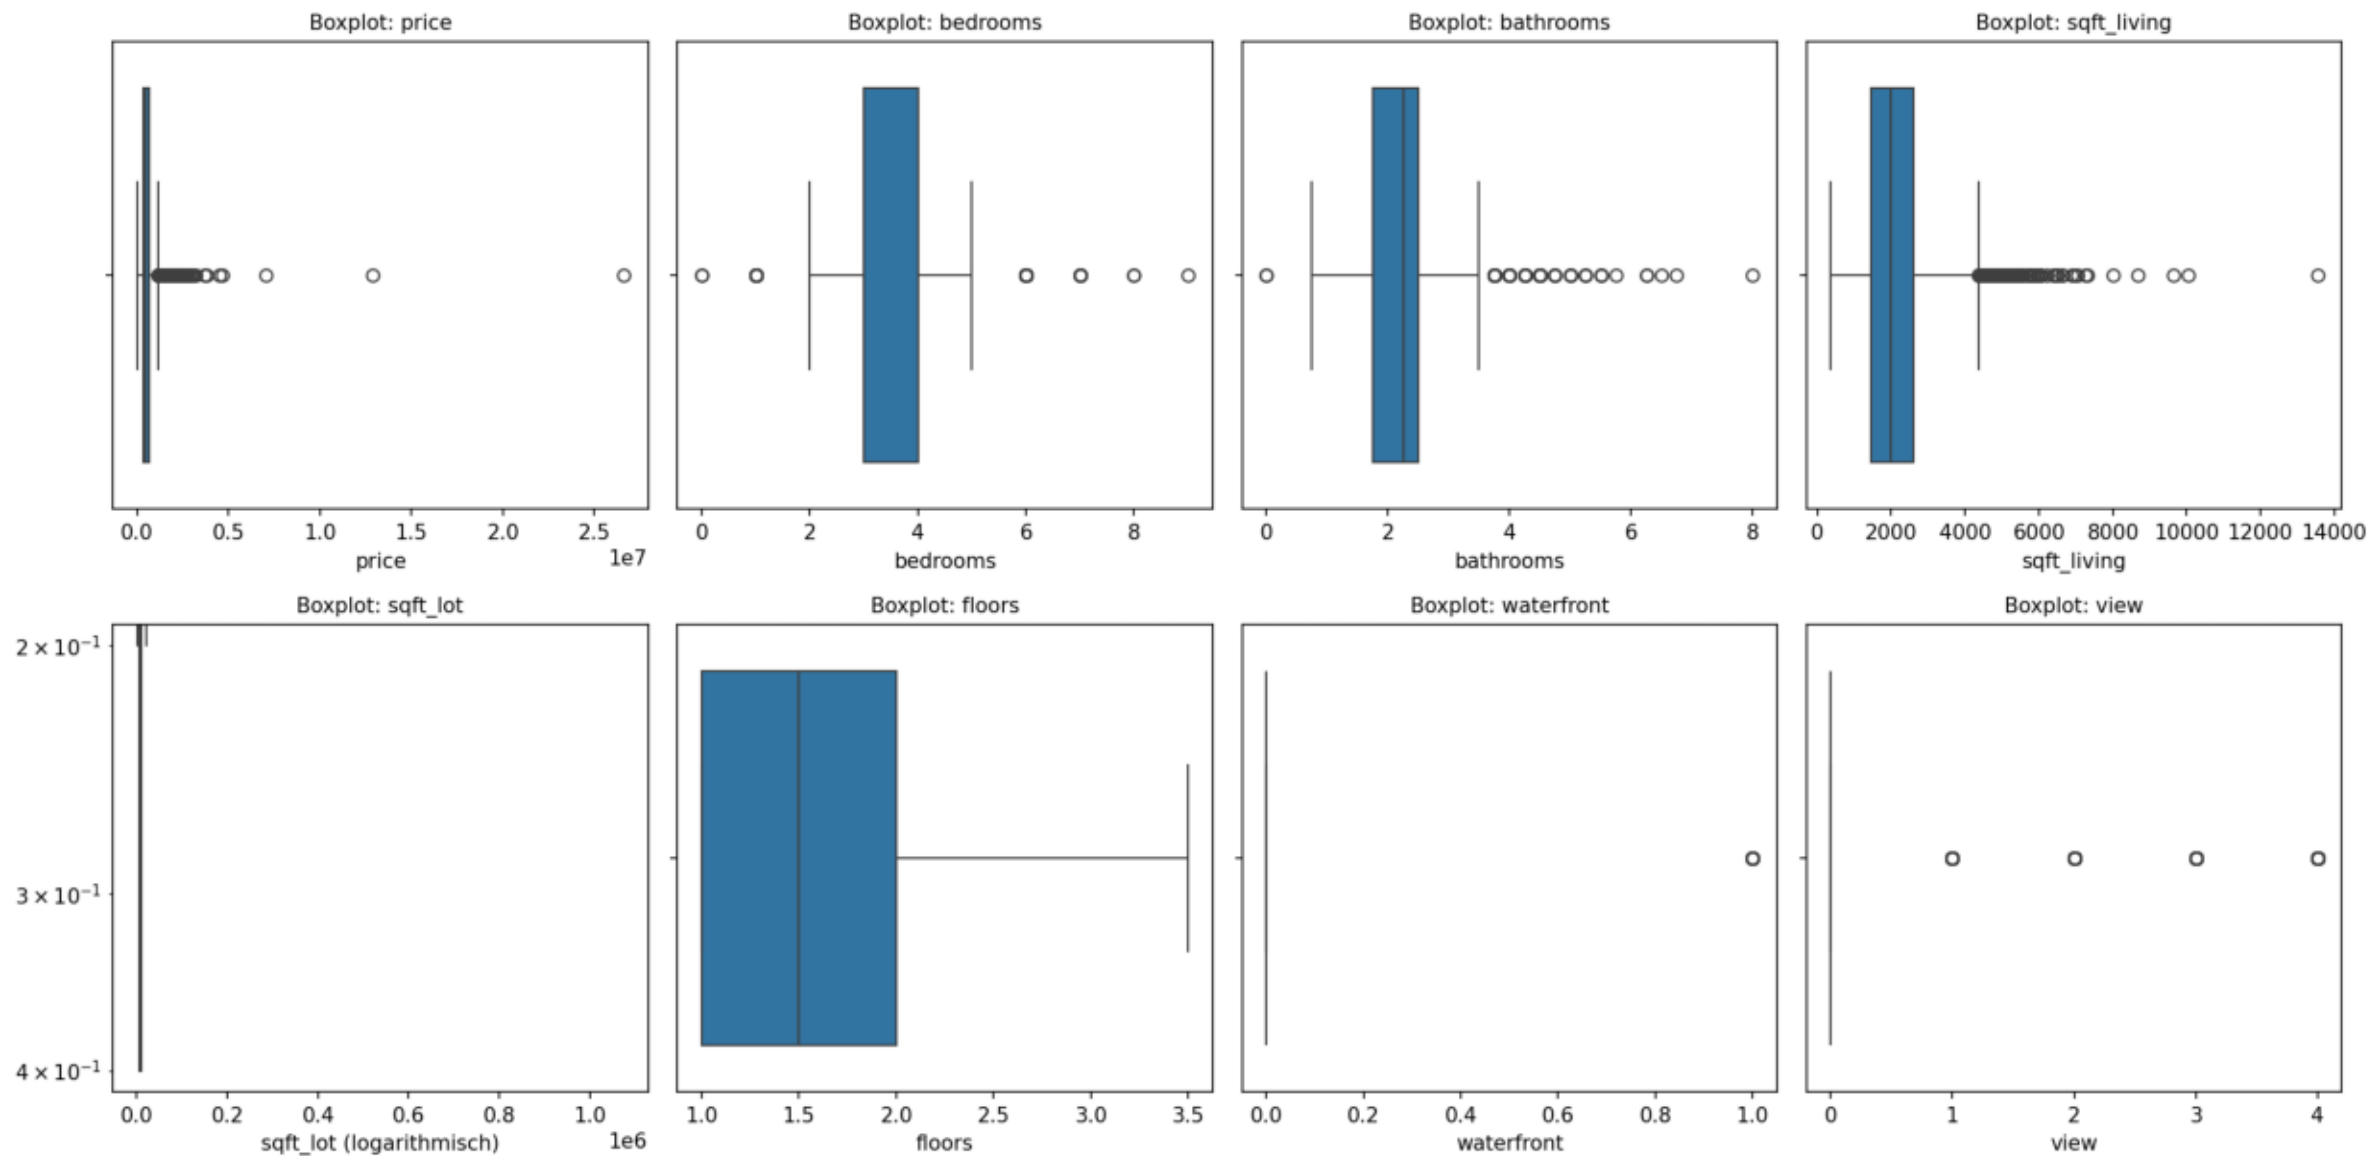 Boxplot: price
Boxplot: bedrooms
Boxplot: bathrooms
Boxplot: sqft_living
0.0 0.5 1.0 1.5 2.0 2.5
1e7
price
0 2 4 6 8
bedrooms
0 2 4 6 8
bathrooms
0 2000 4000 6000 8000 10000 12000 14000
sqft_living
Boxplot: sqft_lot
Boxplot: floors
Boxplot: waterfront
Boxplot: view
2 × 10⁻¹
3 × 10⁻¹
4 × 10⁻¹
0.0 0.2 0.4 0.6 0.8 1.0
1e6
sqft_lot (logarithmisch)
1.0 1.5 2.0 2.5 3.0 3.5
floors
0.0 0.2 0.4 0.6 0.8 1.0
waterfront
0 1 2 3 4
view